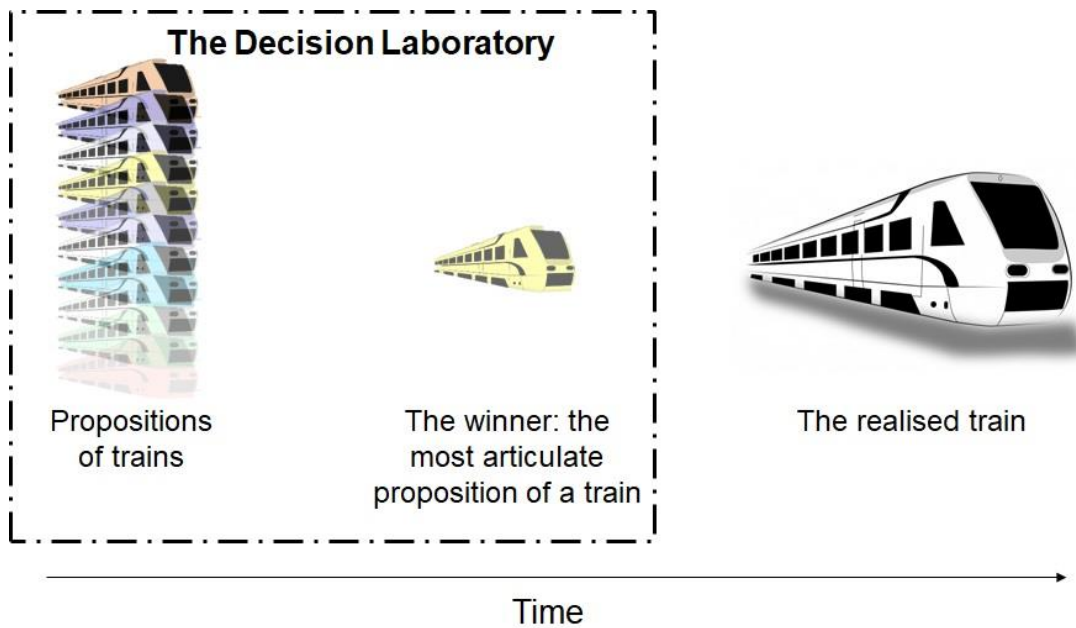 The Decision Laboratory
Propositions
of trains
The winner: the
most articulate
proposition of a train
The realised train
Time